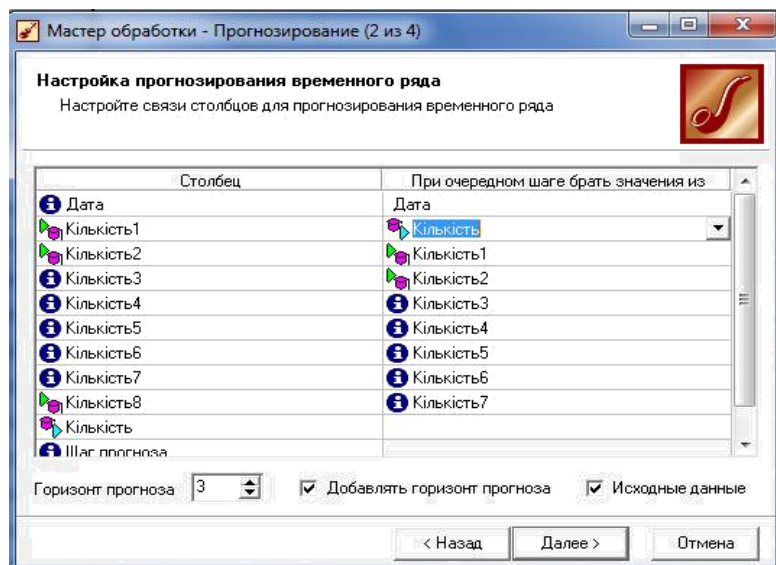 Мастер обработки - Прогнозирование (2 из 4)
Настройка прогнозирования временного ряда
Настройте связи столбцов для прогнозирования временного ряда
Столбец При очередном шаге брать значения из
Дата Дата
Кількість1 Кількість
Кількість2 Кількість1
Кількість3 Кількість2
Кількість4 Кількість3
Кількість5 Кількість4
Кількість6 Кількість5
Кількість7 Кількість6
Кількість8 Кількість7
Кількість
Шаг прогноза
Горизонт прогноза 3 Добавлять горизонт прогноза Исходные данные
< Назад Далее > Отмена